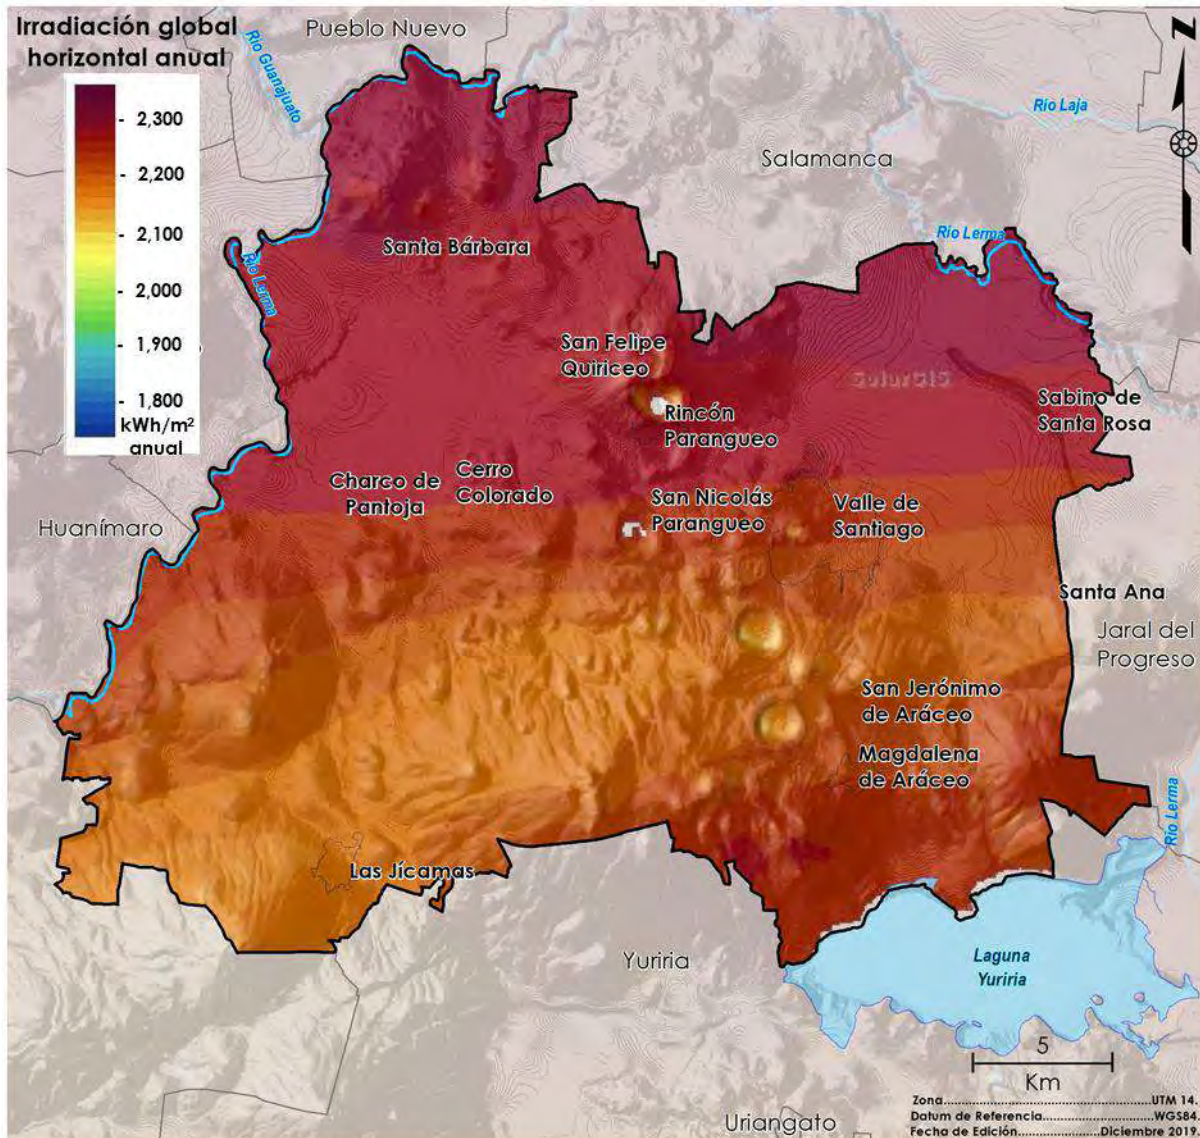 Irradiación global
horizontal anual
2,300
2,200
2,100
2,000
1,900
1,800
kWh/m²
anual
Pueblo Nuevo
Río Guanajuato
Río Laja
Salamanca
Río Lerma
Santa Bárbara
Río Lerma
San Felipe
Quiriceo
SolarGIS
Rincón
Parangueo
Sabino de
Santa Rosa
Charco de
Pantoja
Cerro
Colorado
San Nicolás
Parangueo
Valle de
Santiago
Huanímaro
Santa Ana
Jaral del
Progreso
San Jerónimo
de Aráceo
Magdalena
de Aráceo
Río Lerma
Las Jícamas
Yuriria
Laguna
Yuriria
5
Km
Uriangato
Zona.....UTM 14.
Datum de Referencia.....WGS84.
Fecha de Edición.....Diciembre 2019.
Z